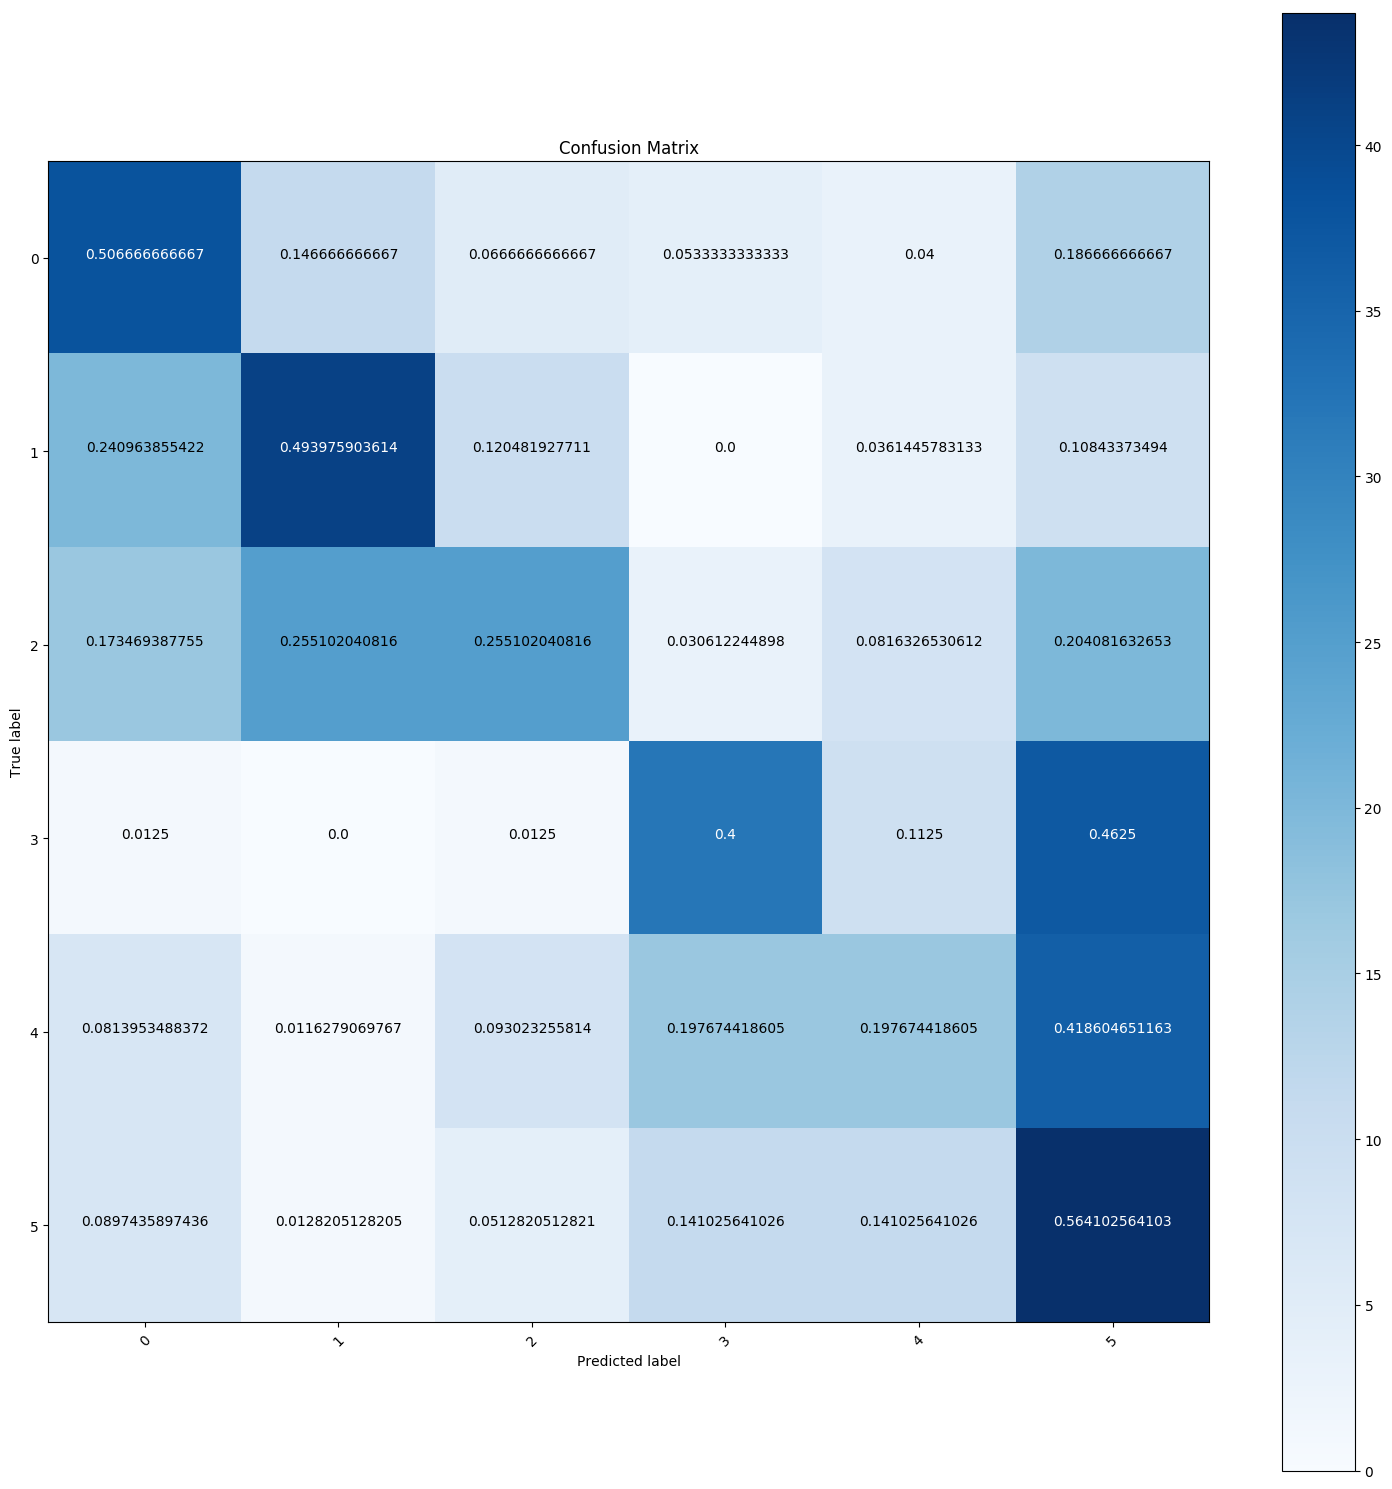 Confusion Matrix
0 0.506666666667 0.146666666667 0.0666666666667 0.0533333333333 0.04 0.186666666667
1 0.240963855422 0.493975903614 0.120481927711 0.0 0.0361445783133 0.10843373494
2 0.173469387755 0.255102040816 0.255102040816 0.030612244898 0.0816326530612 0.204081632653
3 0.0125 0.0 0.0125 0.4 0.1125 0.4625
4 0.0813953488372 0.0116279069767 0.093023255814 0.197674418605 0.197674418605 0.418604651163
5 0.0897435897436 0.0128205128205 0.0512820512821 0.141025641026 0.141025641026 0.564102564103
0 1 2 3 4 5
True label
Predicted label
40
35
30
25
20
15
10
5
0